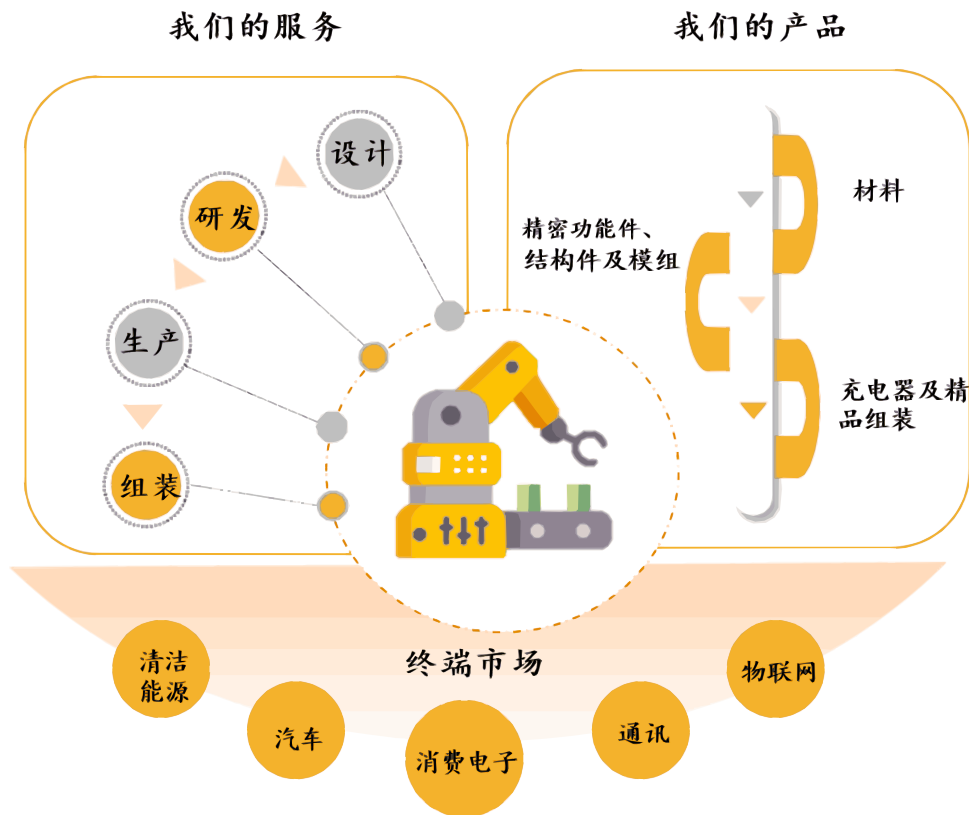 我们的服务
我们的产品
设计
研发
生产
组装
材料
精密功能件、
结构件及模组
充电器及精
品组装
终端市场
清洁
能源
汽车
消费电子
通讯
物联网